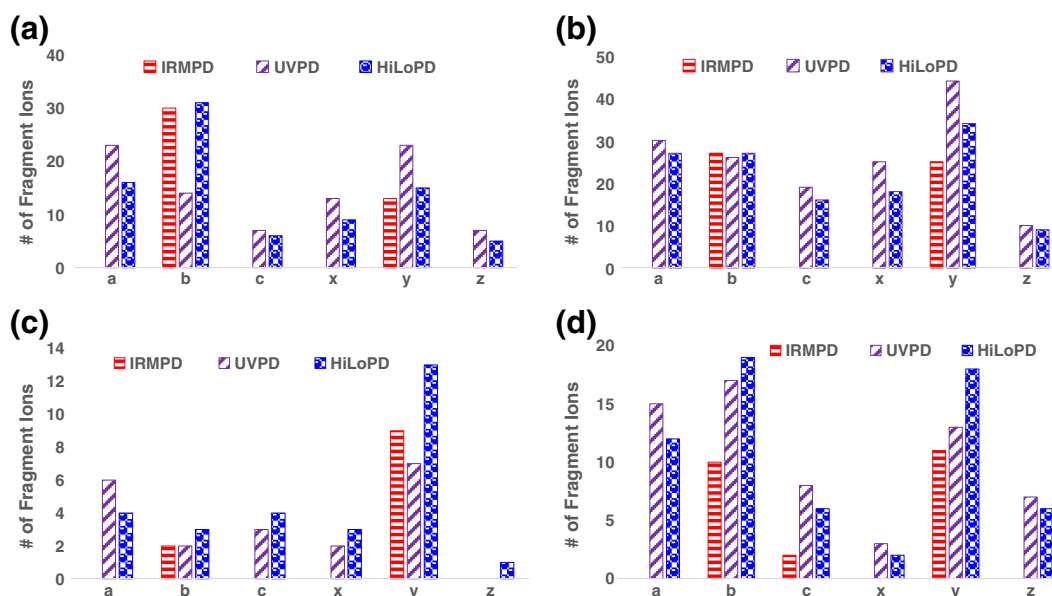 (a)
IRMPD UVPD HiLoPD
# of Fragment Ions
40
30
20
10
0
a b c x y z
(b)
IRMPD UVPD HiLoPD
# of Fragment Ions
50
40
30
20
10
0
a b c x y z
(c)
IRMPD UVPD HiLoPD
# of Fragment Ions
14
12
10
8
6
4
2
0
a b c x y z
(d)
IRMPD UVPD HiLoPD
# of Fragment Ions
20
15
10
5
0
a b c x y z